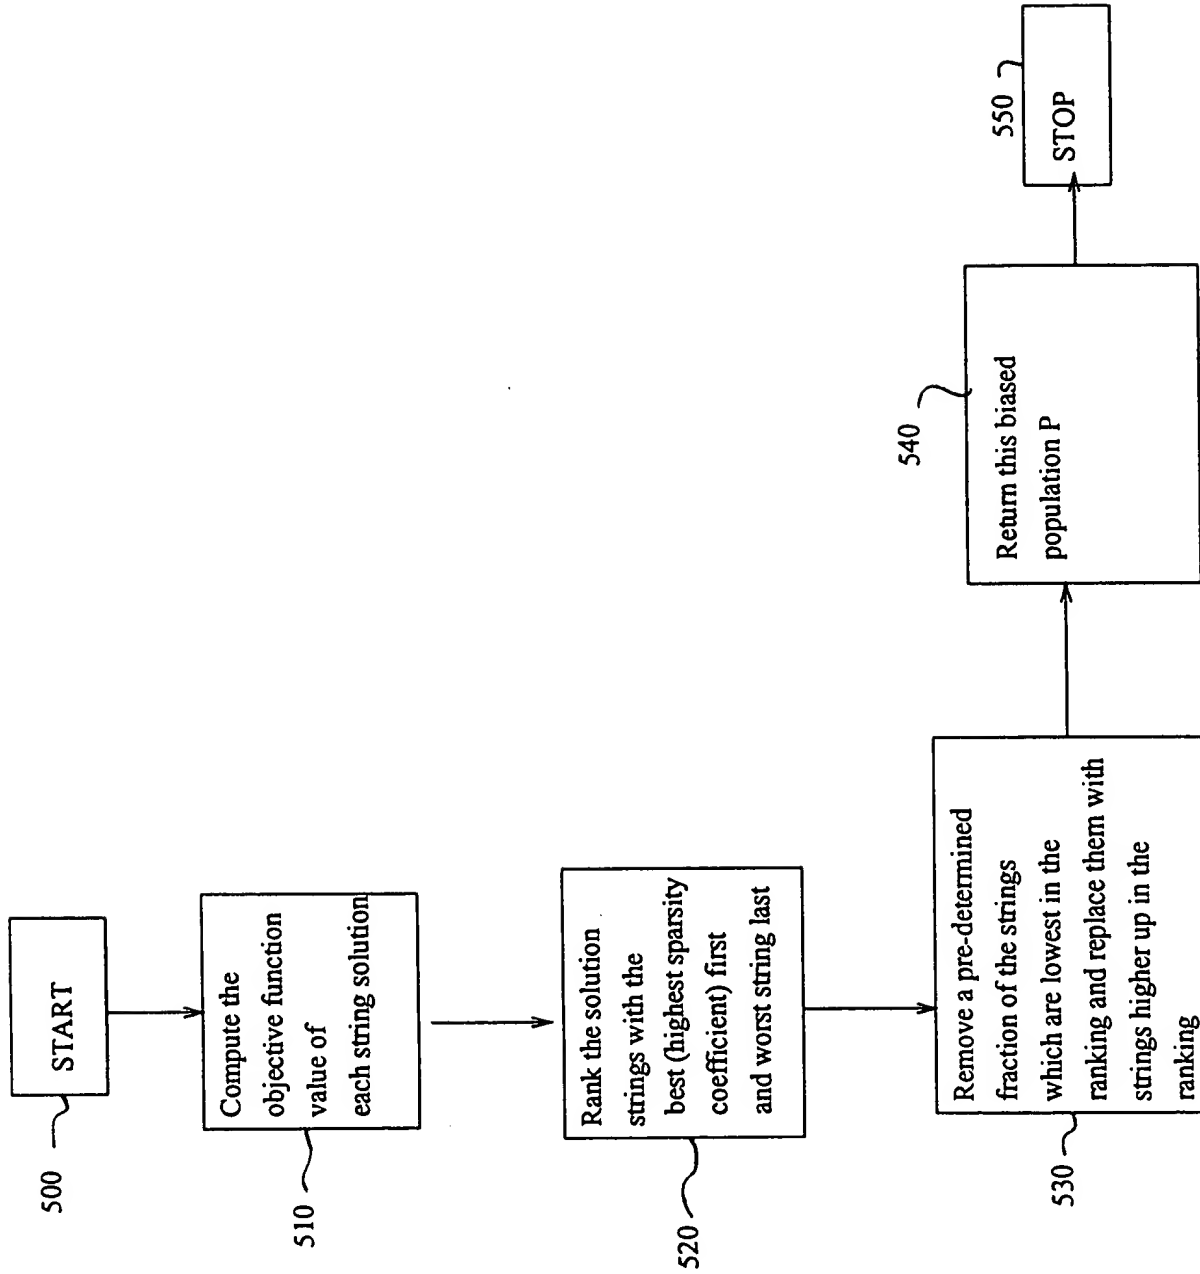 500
START
510
Compute the
objective function
value of
each string solution
520
Rank the solution
strings with the
best (highest sparsity
coefficient) first
and worst string last
530
Remove a pre-determined
fraction of the strings
which are lowest in the
ranking and replace them with
strings higher up in the
ranking
540
Return this biased
population P
550
STOP